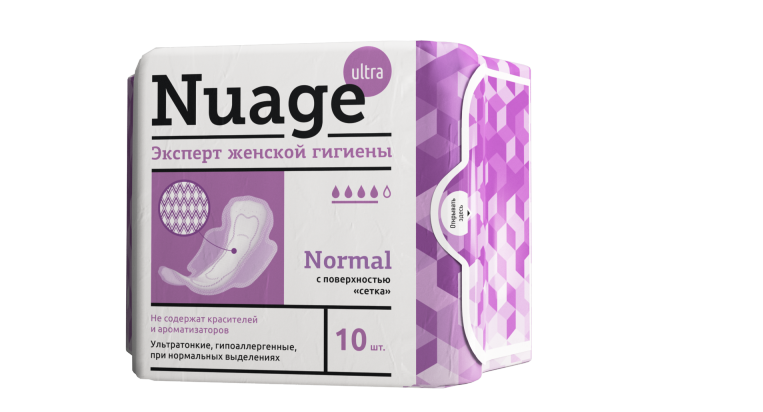 ultra
Nuage
Эксперт женской гигиены
Normal
с поверхностью
«сетка»
Не содержат красителей
и ароматизаторов
Ультратонкие, гипоаллергенные,
при нормальных выделениях
10 шт.
Открывать
здесь